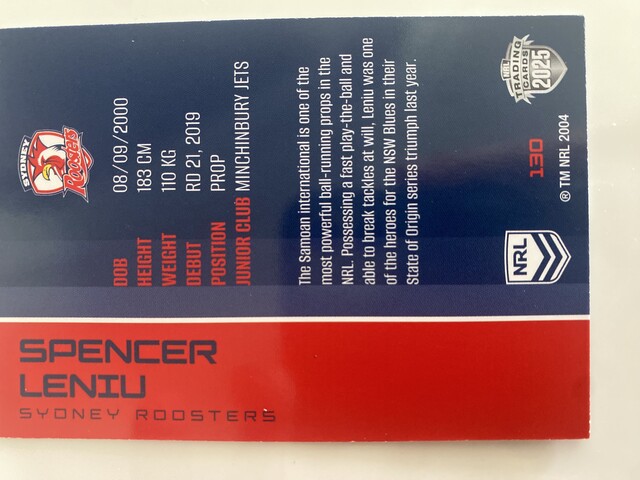 SPENCER
LENIU
SYDNEY ROOSTERS
SYDNEY
Roosters
DOB 08/09/2000
HEIGHT 183 CM
WEIGHT 110 KG
DEBUT RD 21, 2019
POSITION PROP
JUNIOR CLUB MINCHINBURY JETS
The Samoan international is one of the
most powerful ball-running props in the
NRL. Possessing a fast play-the-ball and
able to break tackles at will, Leniu was one
of the heroes for the NSW Blues in their
State of Origin series triumph last year.
NRL
130
® TM NRL 2004
NRL
TRADING
CARDS
2025